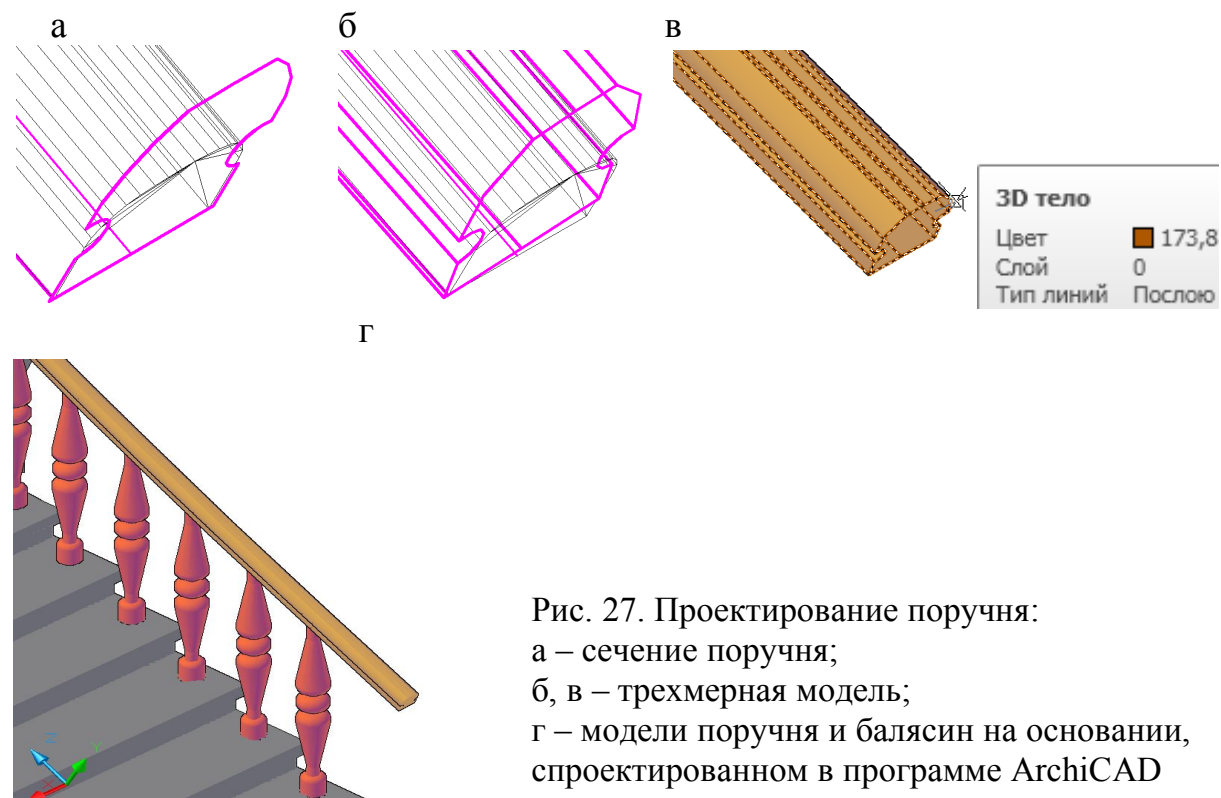 а б в
3D тело
Цвет 173,8
Слой 0
Тип линий Послою
г
Рис. 27. Проектирование поручня:
а – сечение поручня;
б, в – трехмерная модель;
г – модели поручня и балясин на основании,
спроектированном в программе ArchiCAD
Z Y